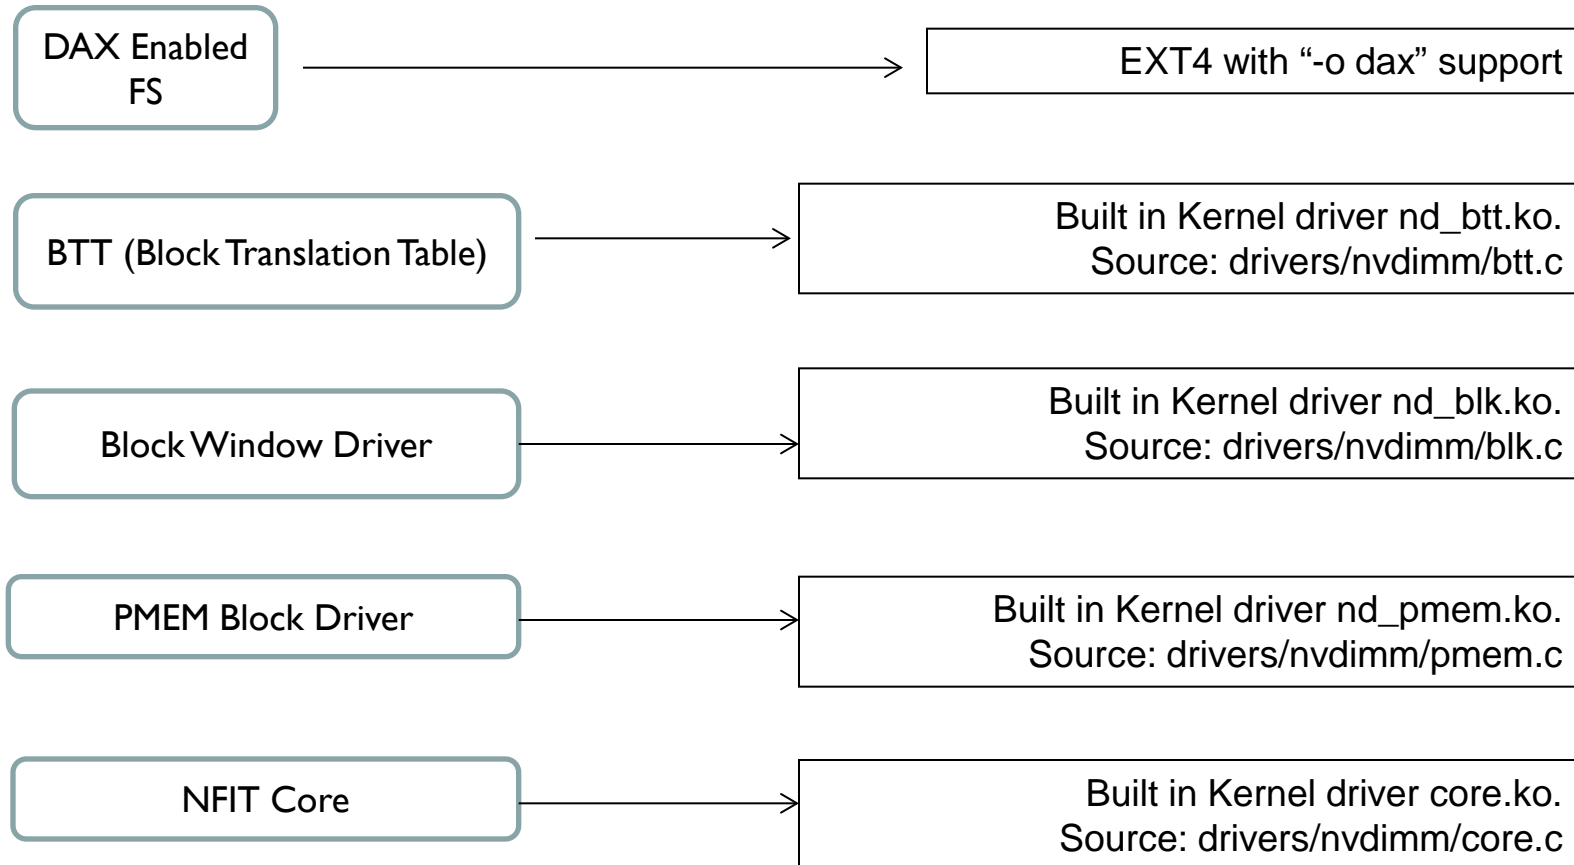 DAX Enabled
FS
EXT4 with “-o dax” support
BTT (Block Translation Table)
Built in Kernel driver nd_btt.ko.
Source: drivers/nvdimm/btt.c
Block Window Driver
Built in Kernel driver nd_blk.ko.
Source: drivers/nvdimm/blk.c
PMEM Block Driver
Built in Kernel driver nd_pmem.ko.
Source: drivers/nvdimm/pmem.c
NFIT Core
Built in Kernel driver core.ko.
Source: drivers/nvdimm/core.c